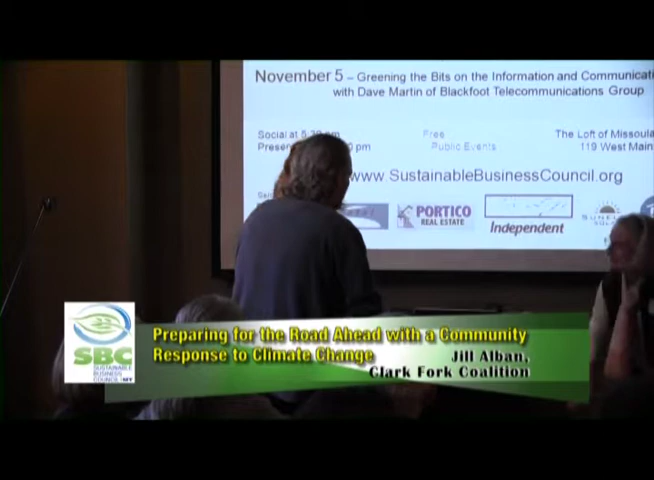 November 5 – Greening the Bits on the Information and Communicati
with Dave Martin of Blackfoot Telecommunications Group
Social at 5:30 pm
Free
The Loft of Missoula
Public Events
119 West Main
www.SustainableBusinessCouncil.org
PORTICO
REAL ESTATE
Independent
SBC
SUSTAINABLE
BUSINESS
COUNCIL
Preparing for the Road Ahead with a Community
Response to Climate Change
Jill Alban,
Clark Fork Coalition